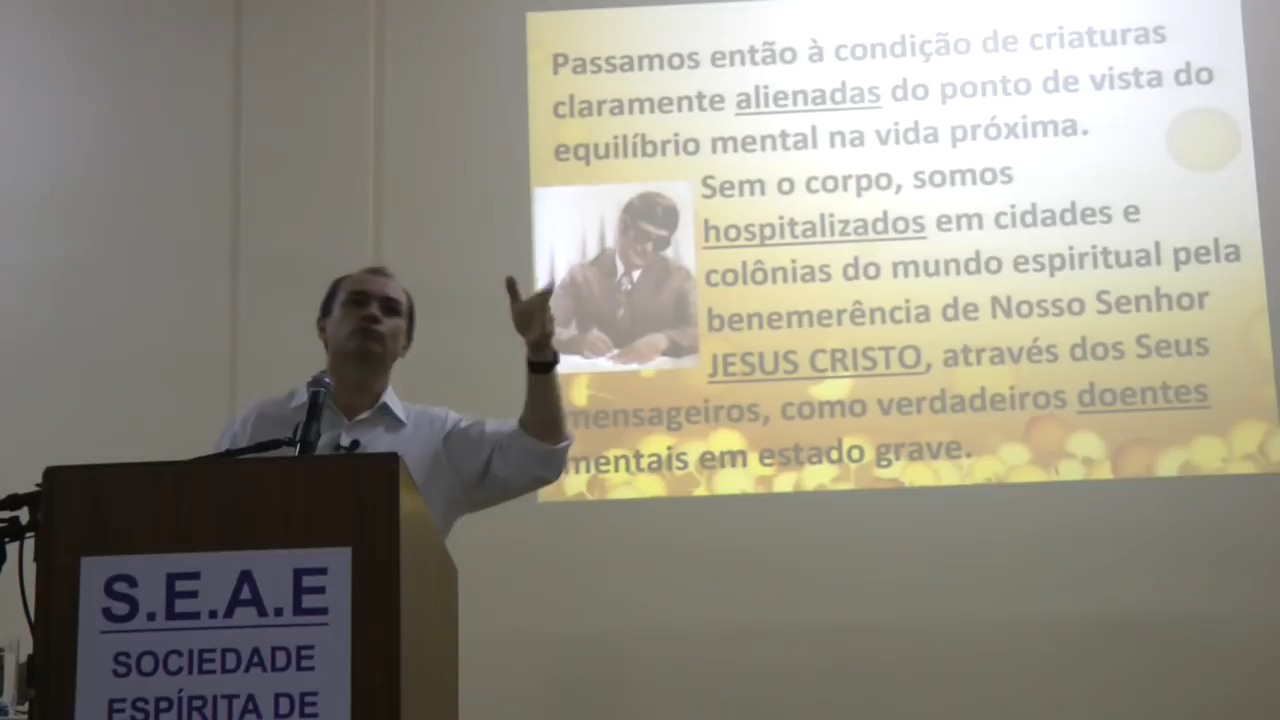 Passamos então à condição de criaturas
claramente alienadas do ponto de vista do
equilíbrio mental na vida próxima.
Sem o corpo, somos
hospitalizados em cidades e
colônias do mundo espiritual pela
benemerência de Nosso Senhor
JESUS CRISTO, através dos Seus
mensageiros, como verdadeiros doentes
mentais em estado grave.
S.E.A.E
SOCIEDADE
ESPÍRITA DE